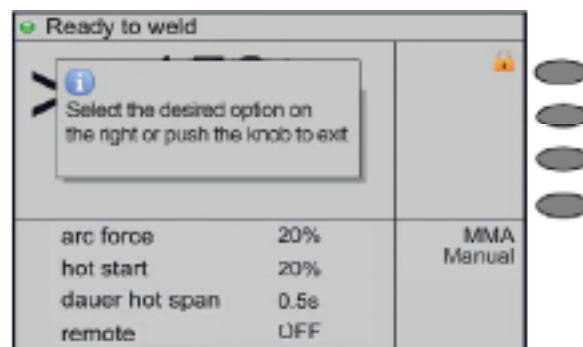 Ready to weld
Select the desired option on
the right or push the knob to exit
arc force 20%
hot start 20%
dauer hot span 0.5s
remote OFF
MMA
Manual